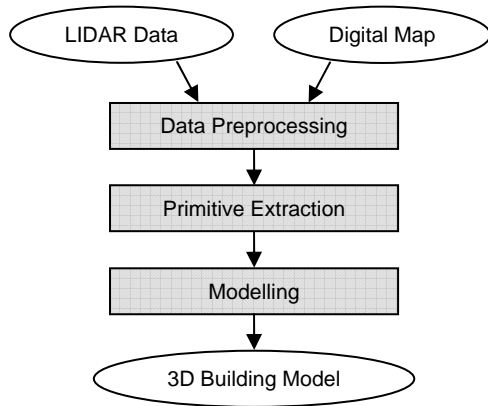 LIDAR Data
Digital Map
Data Preprocessing
Primitive Extraction
Modelling
3D Building Model